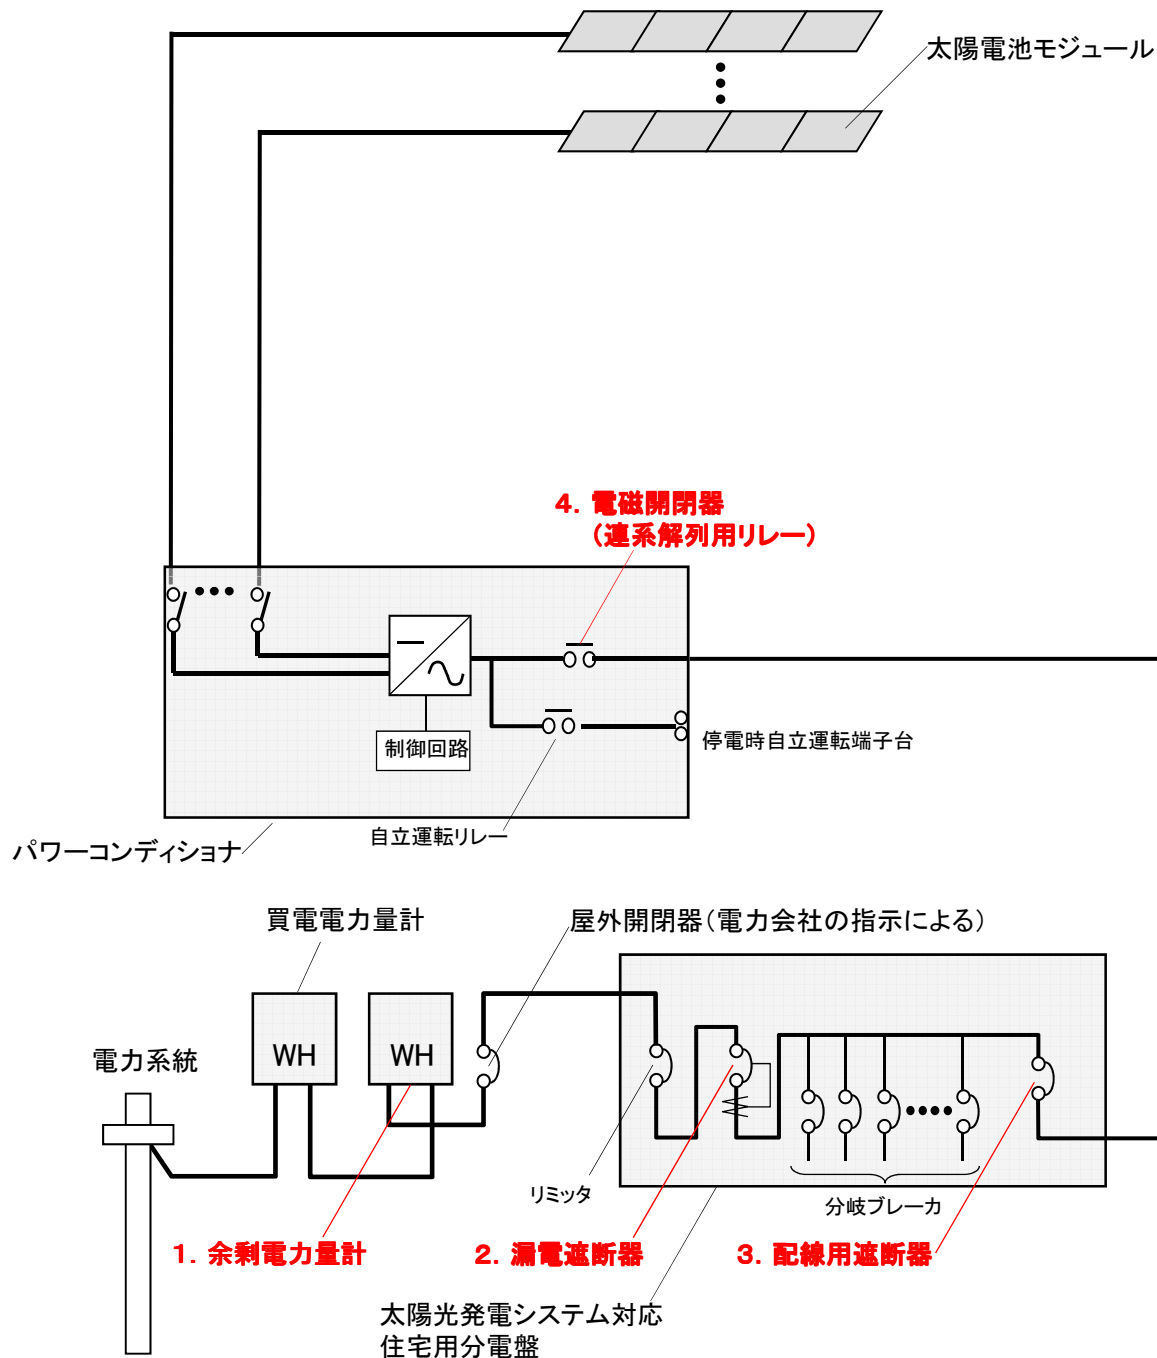 太陽電池モジュール
4. 電磁開閉器
(連系解列用リレー)
制御回路
停電時自立運転端子台
自立運転リレー
パワーコンディショナ
買電電力量計
屋外開閉器(電力会社の指示による)
WH
WH
電力系統
リミッタ
分岐ブレーカ
1. 余剰電力量計
2. 漏電遮断器
3. 配線用遮断器
太陽光発電システム対応
住宅用分電盤